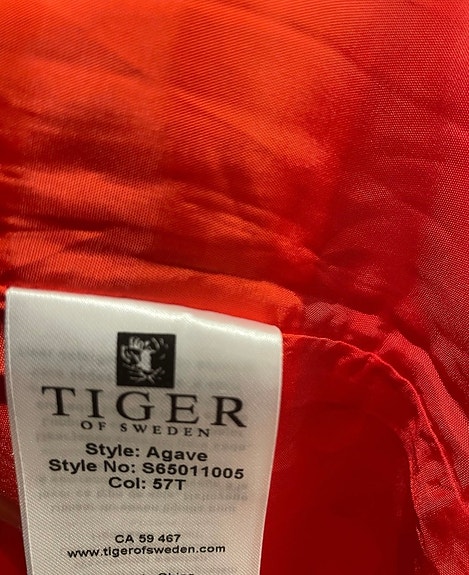 TIGER
OF SWEDEN
Style: Agave
Style No: S65011005
Col: 57T
CA 59 467
www.tigerofsweden.com